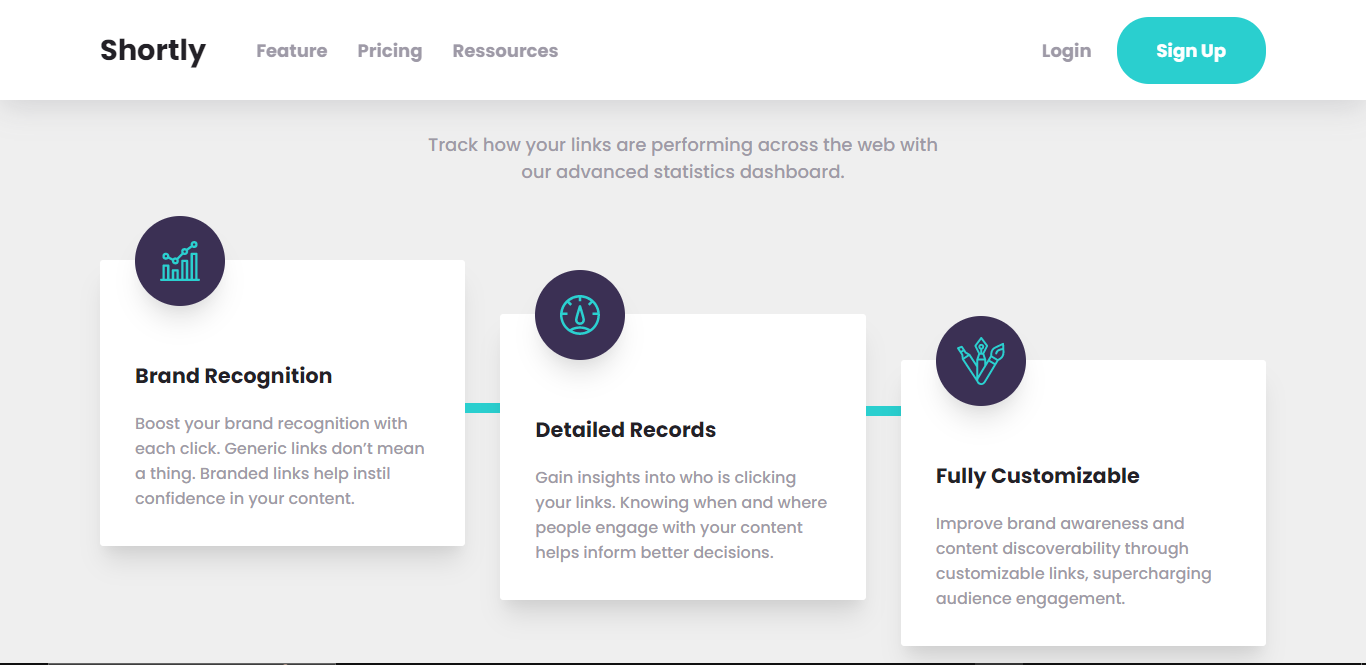 Shortly
Feature
Pricing
Ressources
Login
Sign Up
Track how your links are performing across the web with
our advanced statistics dashboard.
Brand Recognition
Boost your brand recognition with
each click. Generic links don’t mean
a thing. Branded links help instil
confidence in your content.
Detailed Records
Gain insights into who is clicking
your links. Knowing when and where
people engage with your content
helps inform better decisions.
Fully Customizable
Improve brand awareness and
content discoverability through
customizable links, supercharging
audience engagement.